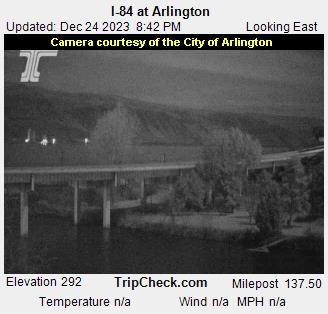 I-84 at Arlington
Updated: Dec 24 2023 8:42 PM Looking East
Camera courtesy of the City of Arlington
Elevation 292 TripCheck.com Milepost 137.50
Temperature n/a Wind n/a MPH n/a